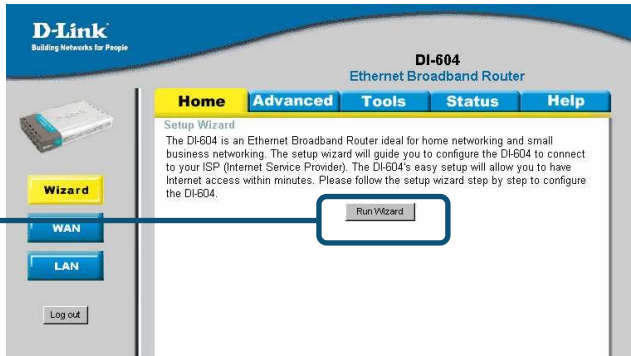 D-Link
Building Networks for People
DI-604
Ethernet Broadband Router
Home Advanced Tools Status Help
Setup Wizard
The DI-604 is an Ethernet Broadband Router ideal for home networking and small
business networking. The setup wizard will guide you to configure the DI-604 to connect
to your ISP (Internet Service Provider). The DI-604's easy setup will allow you to have
Internet access within minutes. Please follow the setup wizard step by step to configure
the DI-604.
Run Wizard
Wizard
WAN
LAN
Log out